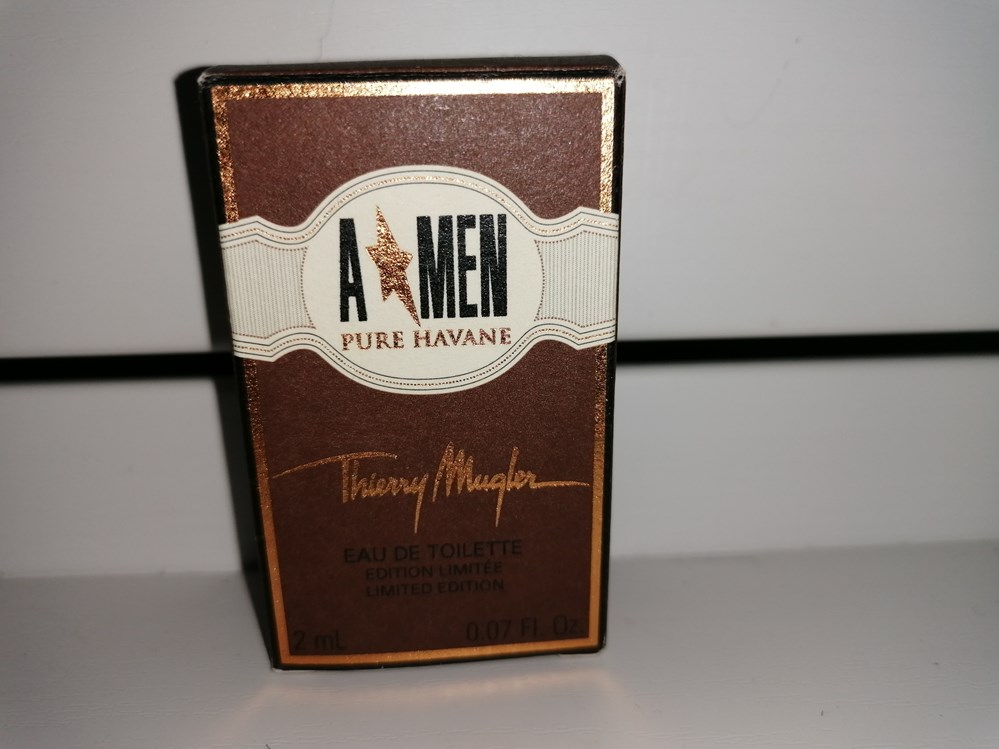 A MEN
PURE HAVANE
Thierry Mugler
EAU DE TOILETTE
EDITION LIMITÉE
LIMITED EDITION
2 mL 0.07 Fl. Oz